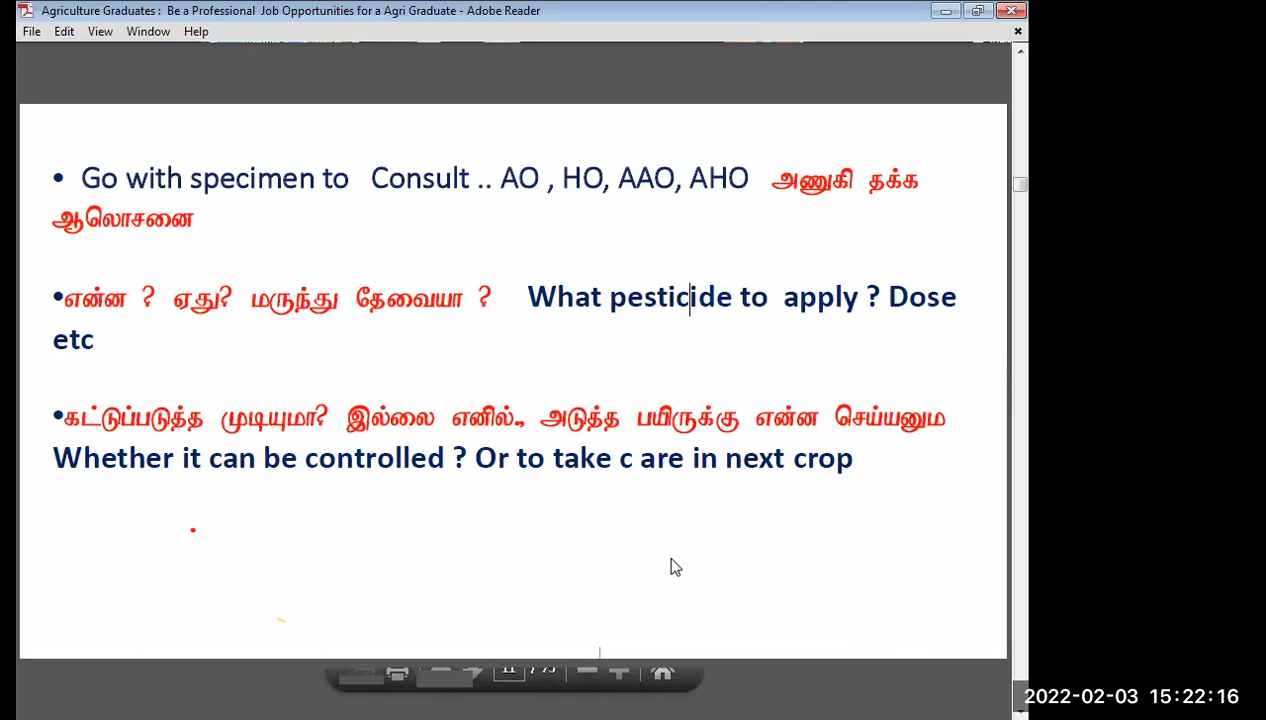 Agriculture Graduates : Be a Professional Job Opportunities for a Agri Graduate - Adobe Reader
File Edit View Window Help
• Go with specimen to Consult .. AO , HO, AAO, AHO அணுகி தக்க
ஆலொசனை
•என்ன ? ஏது? மருந்து தேவையா ? What pesticide to apply ? Dose
etc
•கட்டுப்படுத்த முடியுமா? இல்லை எனில்., அடுத்த பயிருக்கு என்ன செய்யனும
Whether it can be controlled ? Or to take c are in next crop
2022-02-03 15:22:16